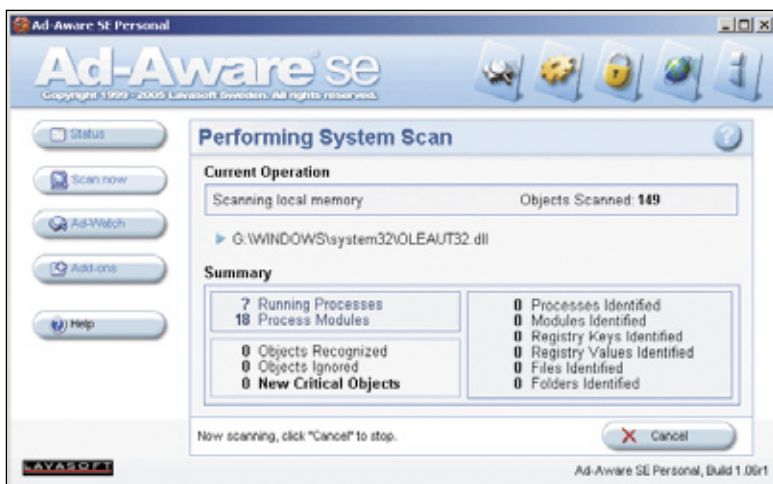 Ad-Aware SE Personal
Ad-Aware SE
Copyright 1999 - 2005 Lavasoft Sweden. All rights reserved.
Status
Scan now
Ad-Watch
Add-ons
Help
Performing System Scan
?
Current Operation
Scanning local memory Objects Scanned: 149
G:\WINDOWS\system32\OLEAUT32.dll
Summary
7 Running Processes
18 Process Modules
0 Objects Recognized
0 Objects Ignored
0 New Critical Objects
0 Processes Identified
0 Modules Identified
0 Registry Keys Identified
0 Registry Values Identified
0 Files Identified
0 Folders Identified
Now scanning, click "Cancel" to stop.
Cancel
LAVASOFT
Ad-Aware SE Personal, Build 1.06r1